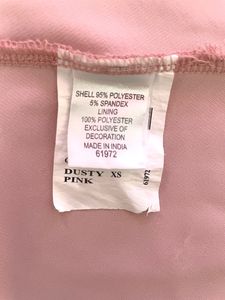 SHELL 95% POLYESTER
5% SPANDEX
LINING
100% POLYESTER
EXCLUSIVE OF
DECORATION
MADE IN INDIA
61972
DUSTY XS
PINK
61972